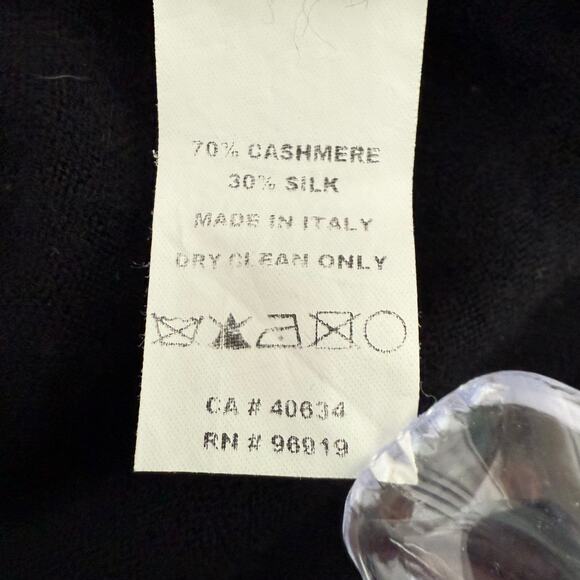 70% CASHMERE
30% SILK
MADE IN ITALY
DRY CLEAN ONLY
CA # 40634
RN # 96919